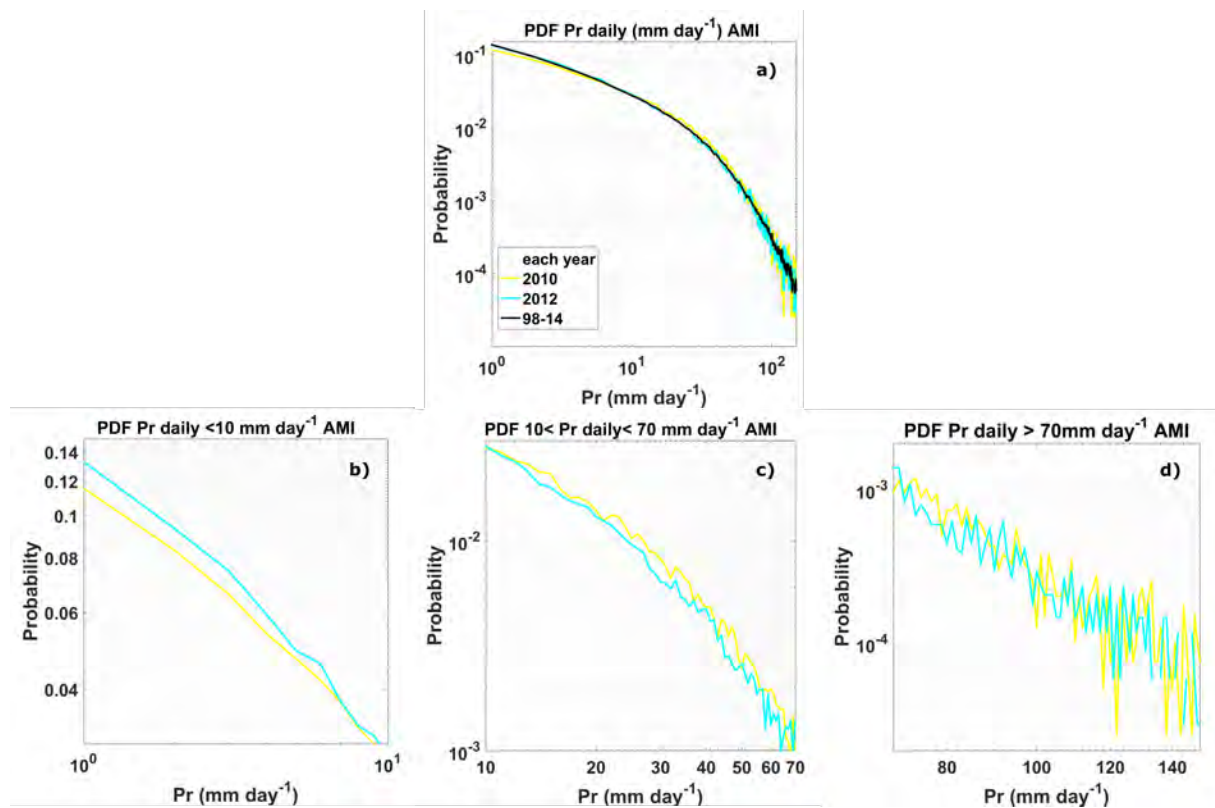 PDF Pr daily (mm day⁻¹) AMI
a)
Probability
10⁻¹
10⁻²
10⁻³
10⁻⁴
each year
2010
2012
98-14
10⁰ 10¹ 10²
Pr (mm day⁻¹)
PDF Pr daily <10 mm day⁻¹ AMI
b)
Probability
0.14
0.12
0.1
0.08
0.06
0.04
10⁰ 10¹
Pr (mm day⁻¹)
PDF 10< Pr daily< 70 mm day⁻¹ AMI
c)
Probability
10⁻²
10⁻³
10 20 30 40 50 60 70
Pr (mm day⁻¹)
PDF Pr daily > 70mm day⁻¹ AMI
d)
Probability
10⁻³
10⁻⁴
80 100 120 140
Pr (mm day⁻¹)